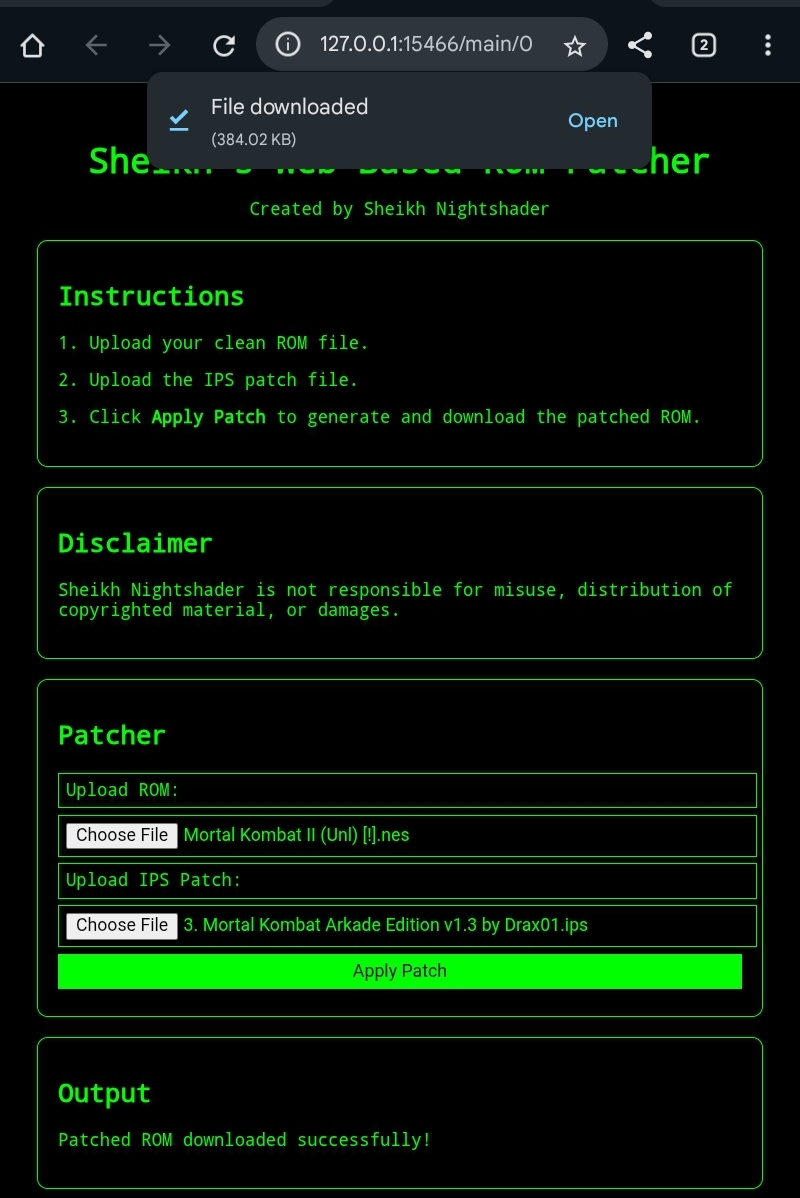 127.0.0.1:15466/main/0
2
File downloaded
(384.02 KB)
Open
Sheikh's Web Based ROM Patcher
Created by Sheikh Nightshader
Instructions
1. Upload your clean ROM file.
2. Upload the IPS patch file.
3. Click Apply Patch to generate and download the patched ROM.
Disclaimer
Sheikh Nightshader is not responsible for misuse, distribution of
copyrighted material, or damages.
Patcher
Upload ROM:
Choose File Mortal Kombat II (Unl) [!].nes
Upload IPS Patch:
Choose File 3. Mortal Kombat Arkade Edition v1.3 by Drax01.ips
Apply Patch
Output
Patched ROM downloaded successfully!